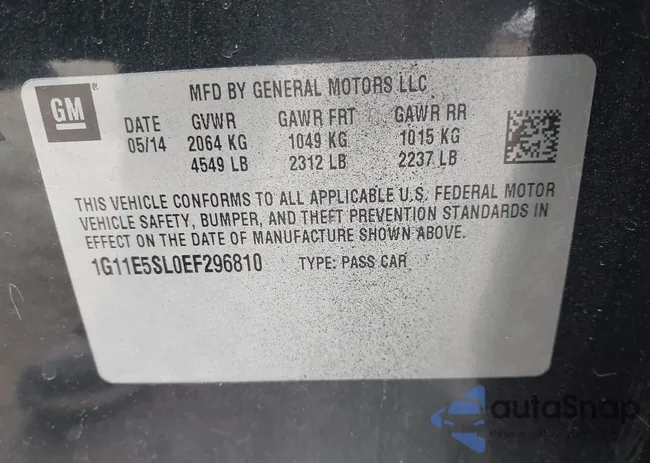 GM
MFD BY GENERAL MOTORS LLC
DATE GVWR GAWR FRT GAWR RR
05/14 2064 KG 1049 KG 1015 KG
4549 LB 2312 LB 2237 LB
THIS VEHICLE CONFORMS TO ALL APPLICABLE U.S. FEDERAL MOTOR
VEHICLE SAFETY, BUMPER, AND THEFT PREVENTION STANDARDS IN
EFFECT ON THE DATE OF MANUFACTURE SHOWN ABOVE.
1G11E5SL0EF296810 TYPE: PASS CAR
autoSnap